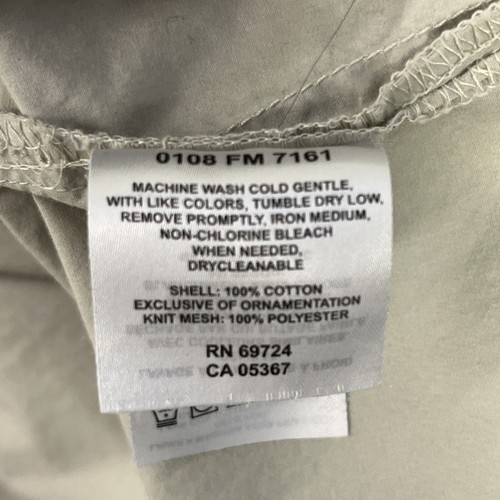 0108 FM 7161
MACHINE WASH COLD GENTLE,
WITH LIKE COLORS, TUMBLE DRY LOW,
REMOVE PROMPTLY, IRON MEDIUM,
NON-CHLORINE BLEACH
WHEN NEEDED,
DRYCLEANABLE
SHELL: 100% COTTON
EXCLUSIVE OF ORNAMENTATION
KNIT MESH: 100% POLYESTER
RN 69724
CA 05367